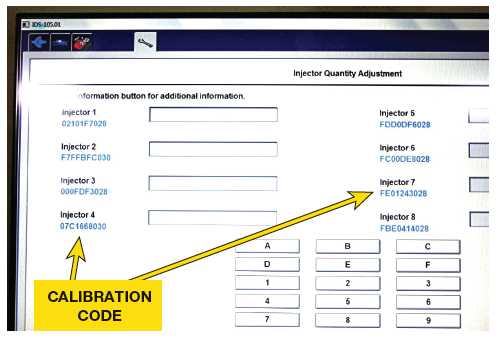 IDS-105.01
Injector Quantity Adjustment
information button for additional information.
Injector 1
02101F7028
Injector 2
F7FFBFC030
Injector 3
000FDF3028
Injector 4
07C1668030
Injector 5
FDD0DF6028
Injector 6
FC00DE8028
Injector 7
FE01243028
Injector 8
FBE0414028
A B C
D E F
1 2 3
4 5 6
7 8 9
CALIBRATION
CODE